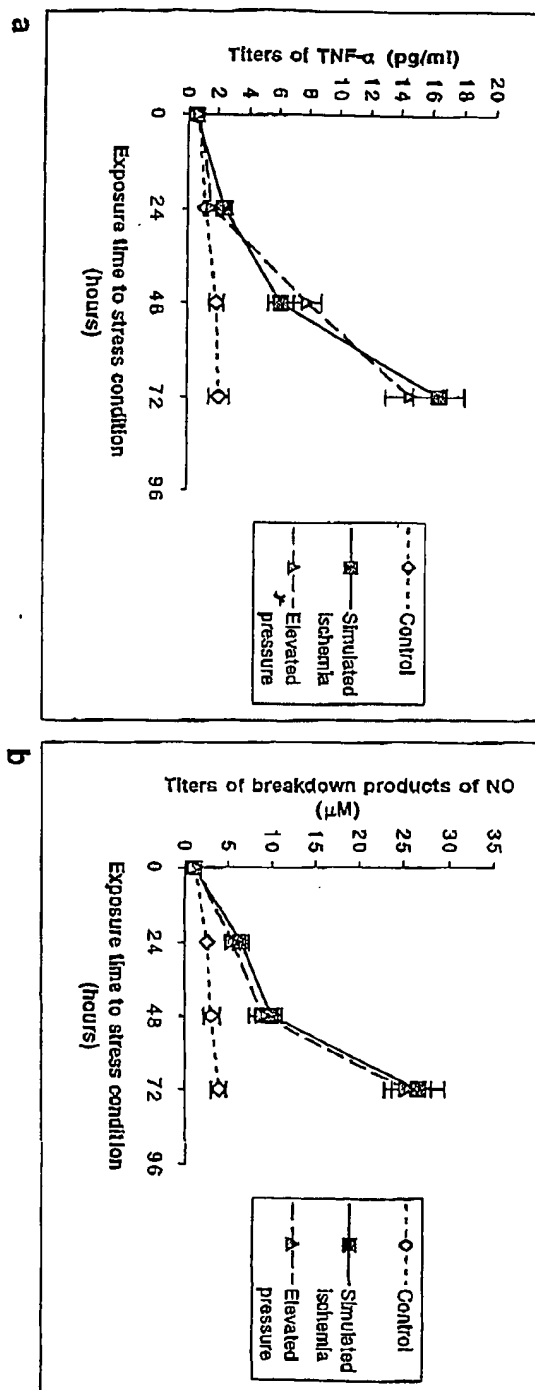 a
Titers of TNF-α (pg/ml)
20
18
16
14
12
10
8
6
4
2
0
0 24 48 72 96
Exposure time to stress condition
(hours)
Control
Simulated
ischemia
Elevated
pressure
b
Titers of breakdown products of NO
(μM)
35
30
25
20
15
10
5
0
0 24 48 72 96
Exposure time to stress condition
(hours)
Control
Simulated
ischemia
Elevated
pressure